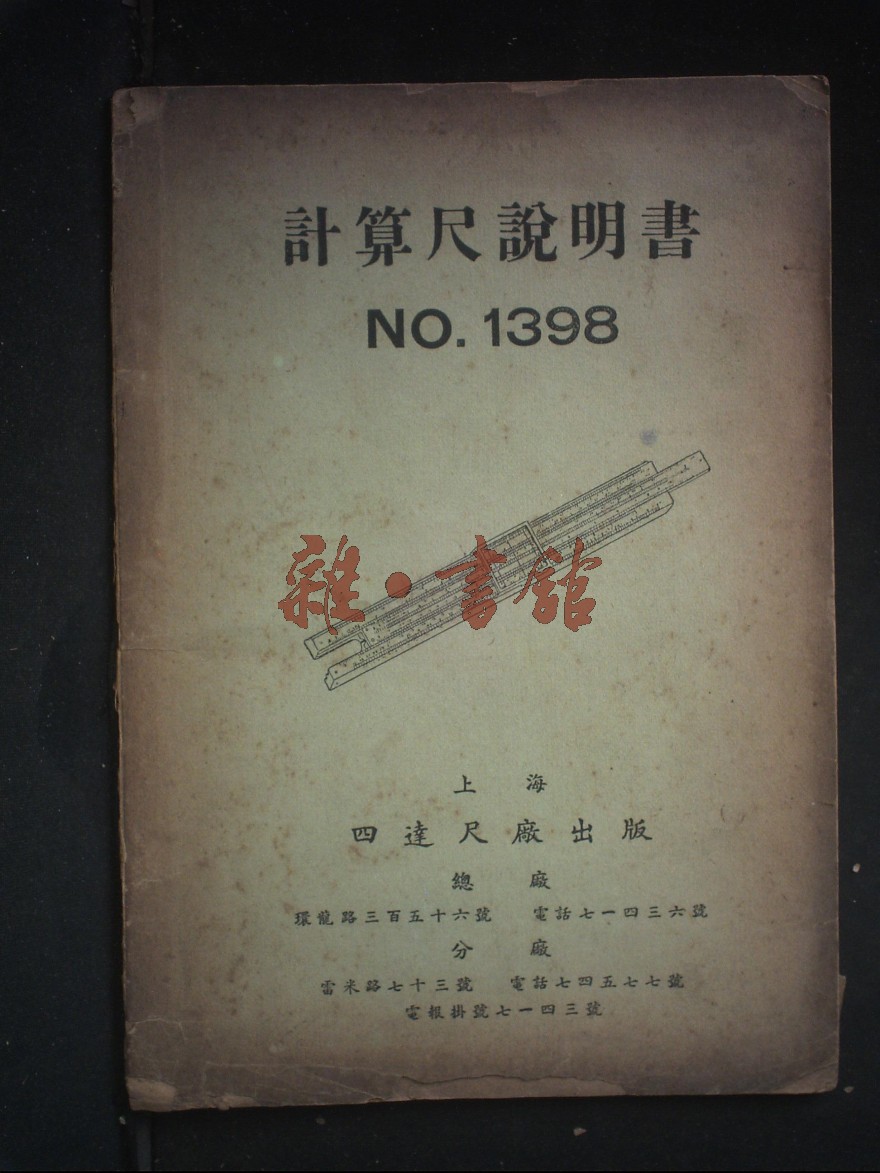 計算尺說明書
NO. 1398
雜·書館
上海
四達尺廠出版
總廠
環龍路三百五十六號 電話七一四三六號
分廠
雷米路七十三號 電話七四五七七號
電報掛號七一四三號